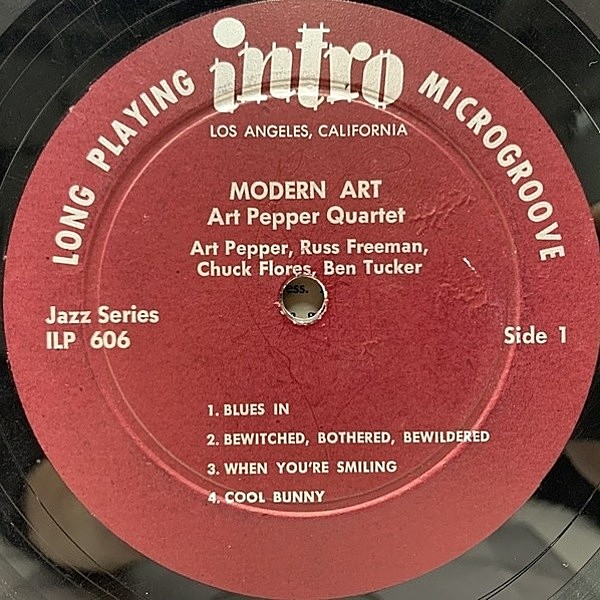 intro
LONG PLAYING MICROGROOVE
LOS ANGELES, CALIFORNIA
MODERN ART
Art Pepper Quartet
Art Pepper, Russ Freeman,
Chuck Flores, Ben Tucker
ess.
Jazz Series
ILP 606
Side 1
1. BLUES IN
2. BEWITCHED, BOTHERED, BEWILDERED
3. WHEN YOU'RE SMILING
4. COOL BUNNY